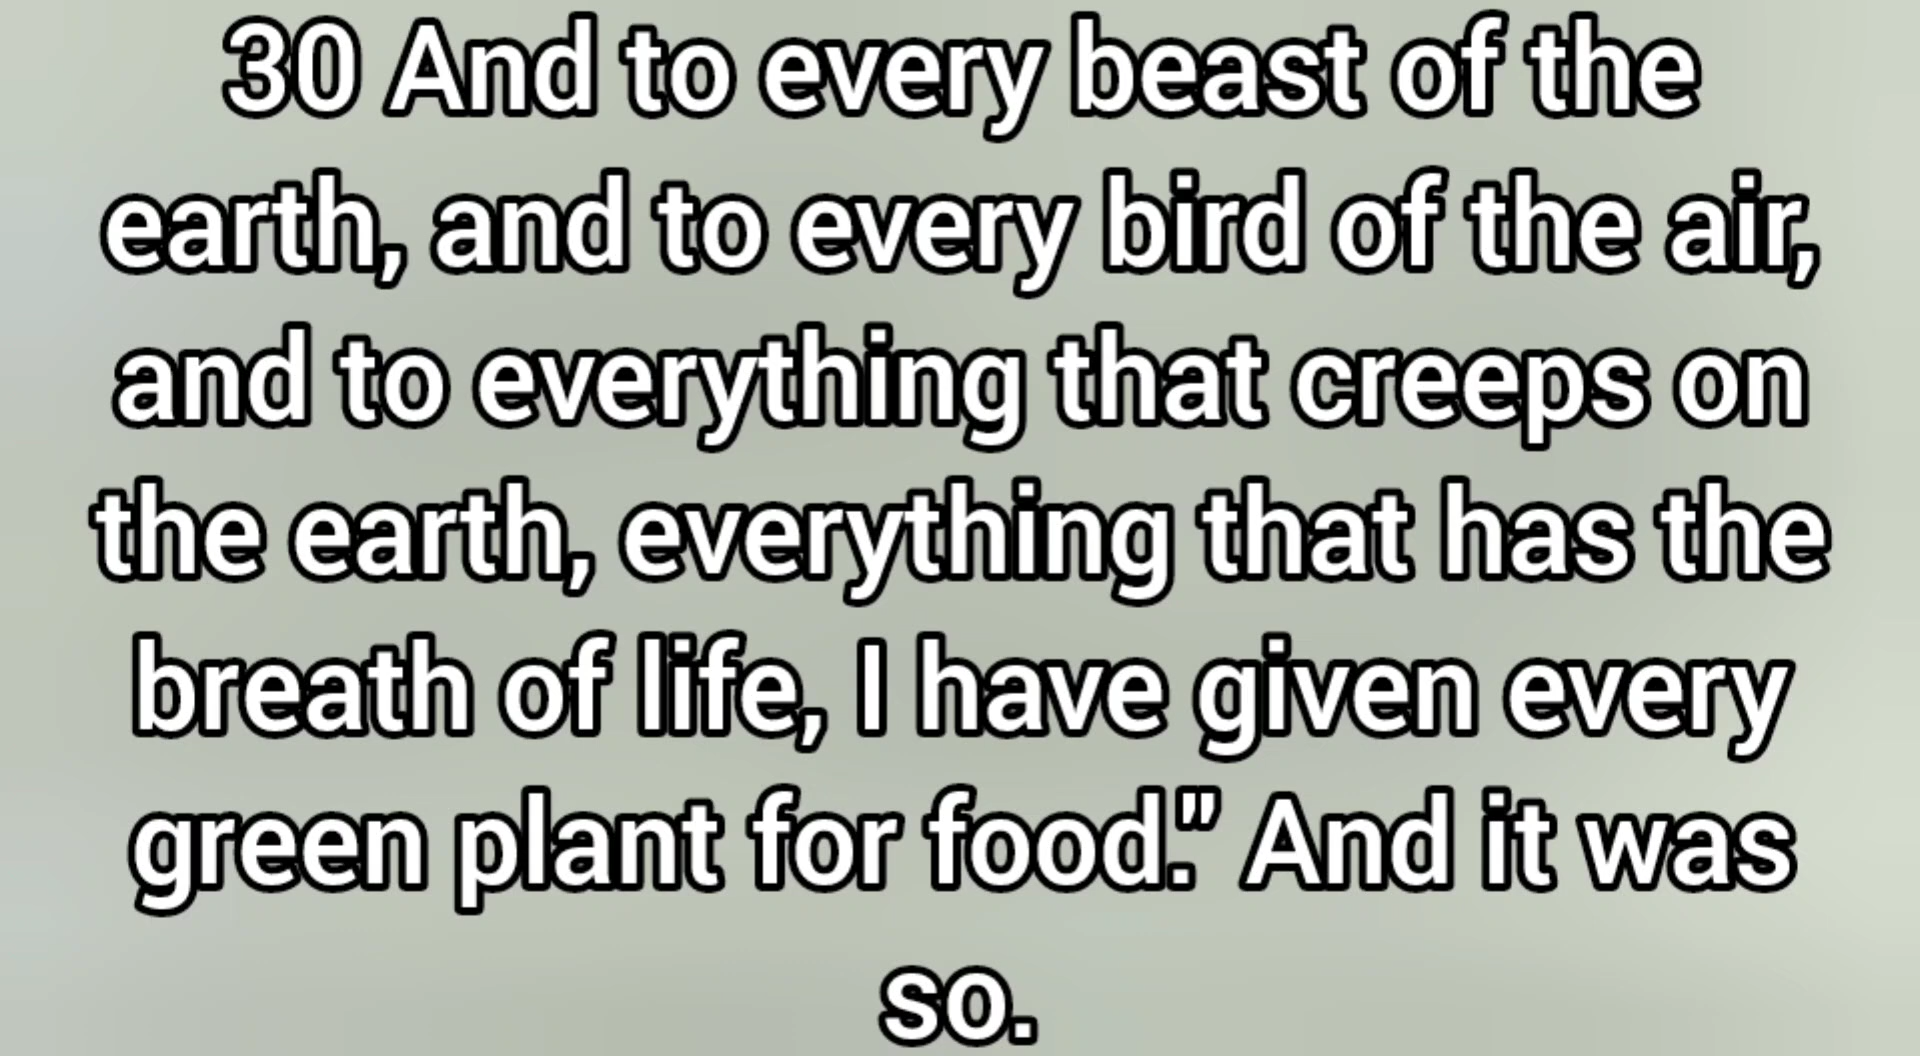 30 And to every beast of the
earth, and to every bird of the air,
and to everything that creeps on
the earth, everything that has the
breath of life, I have given every
green plant for food." And it was
so.